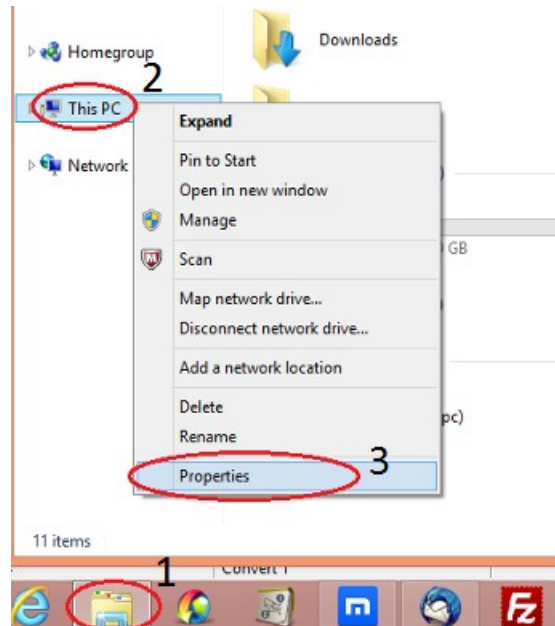 Homegroup
Downloads
2
This PC
Expand
Network
Pin to Start
Open in new window
Manage
GB
Scan
Map network drive...
Disconnect network drive...
Add a network location
Delete
pc)
Rename
Properties
3
11 items
1
Convert 1
Fz